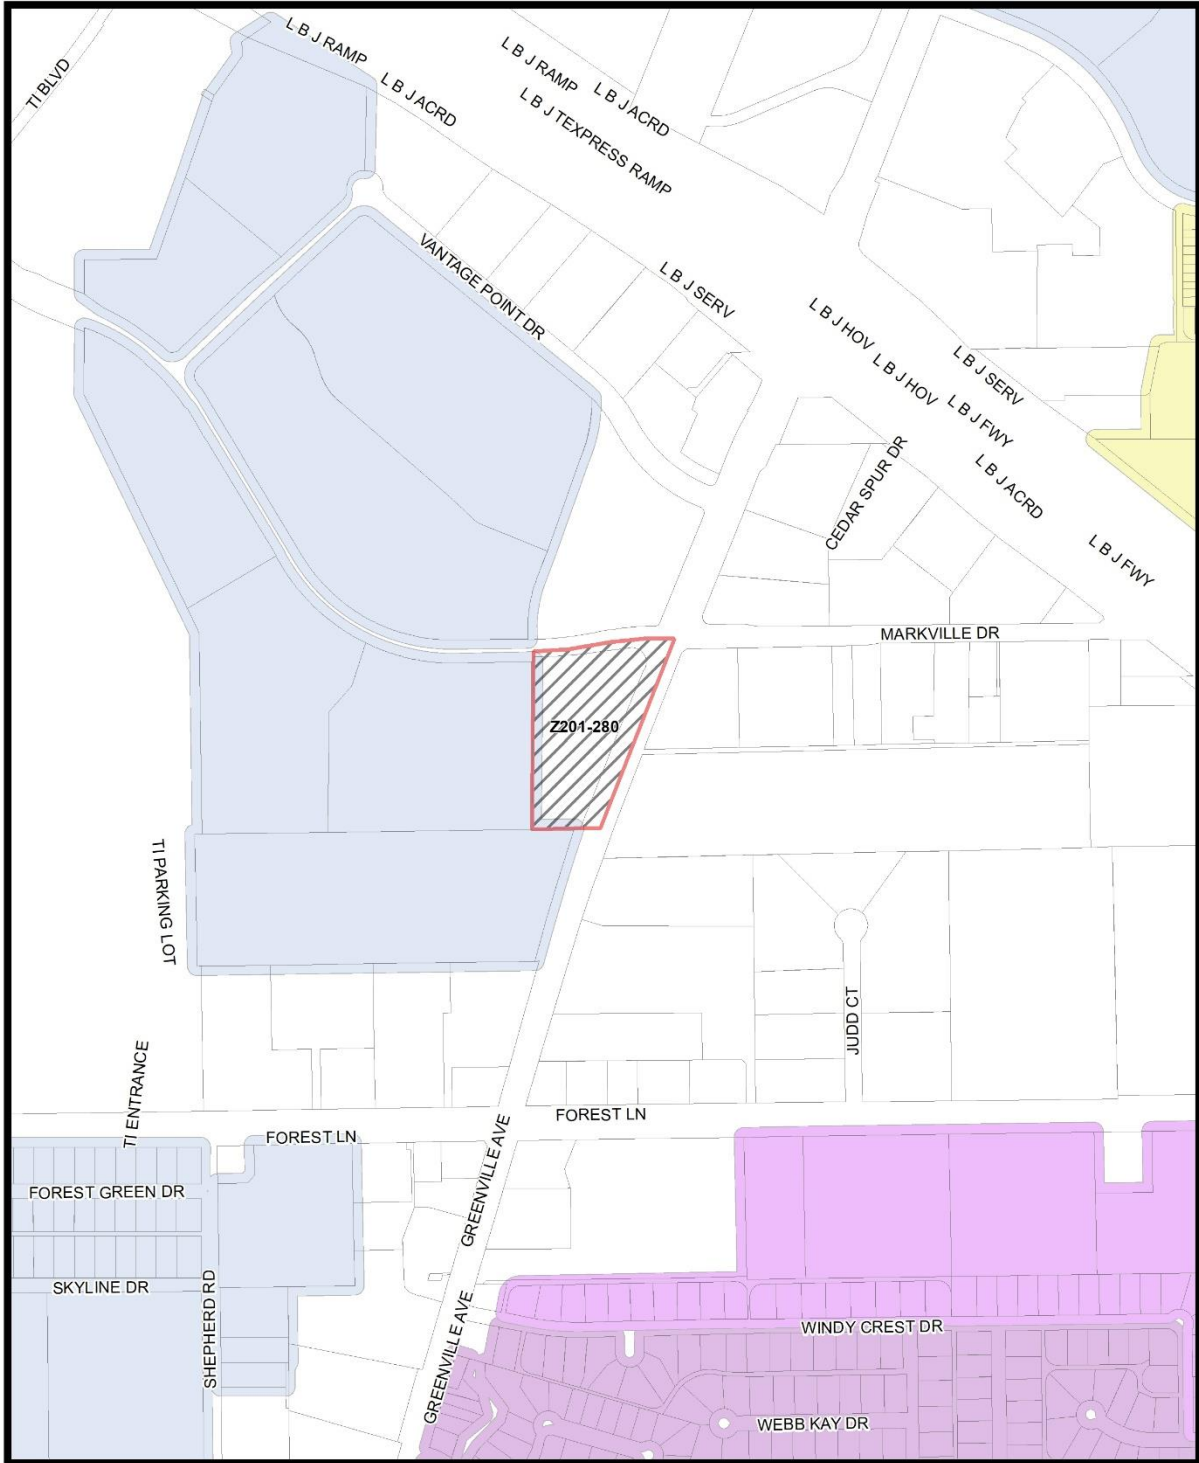 L B J RAMP
L B J RAMP
TI BLVD
L B J ACRD
L B J ACRD
L B J TEXPRESS RAMP
VANTAGE POINT DR
L B J SERV
L B J HOV
L B J HOV
L B J SERV
L B J FWY
CEDAR SPUR DR
L B J ACRD
L B J FWY
MARKVILLE DR
Z201-280
TI PARKING LOT
JUDD CT
TI ENTRANCE
FOREST LN
FOREST LN
GREENVILLE AVE
FOREST GREEN DR
SKYLINE DR
SHEPHERD RD
GREENVILLE AVE
WINDY CREST DR
WEBB KAY DR